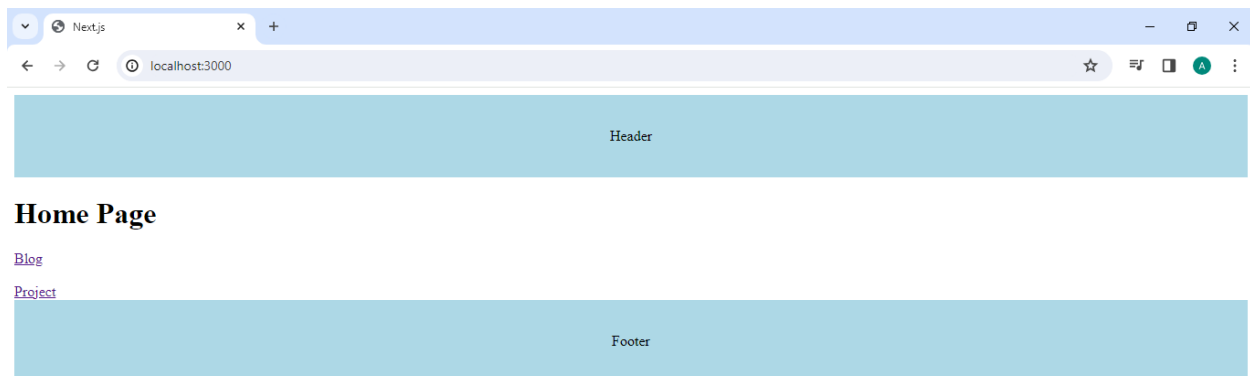 Next.js
localhost:3000
A
Header
Home Page
Blog
Project
Footer